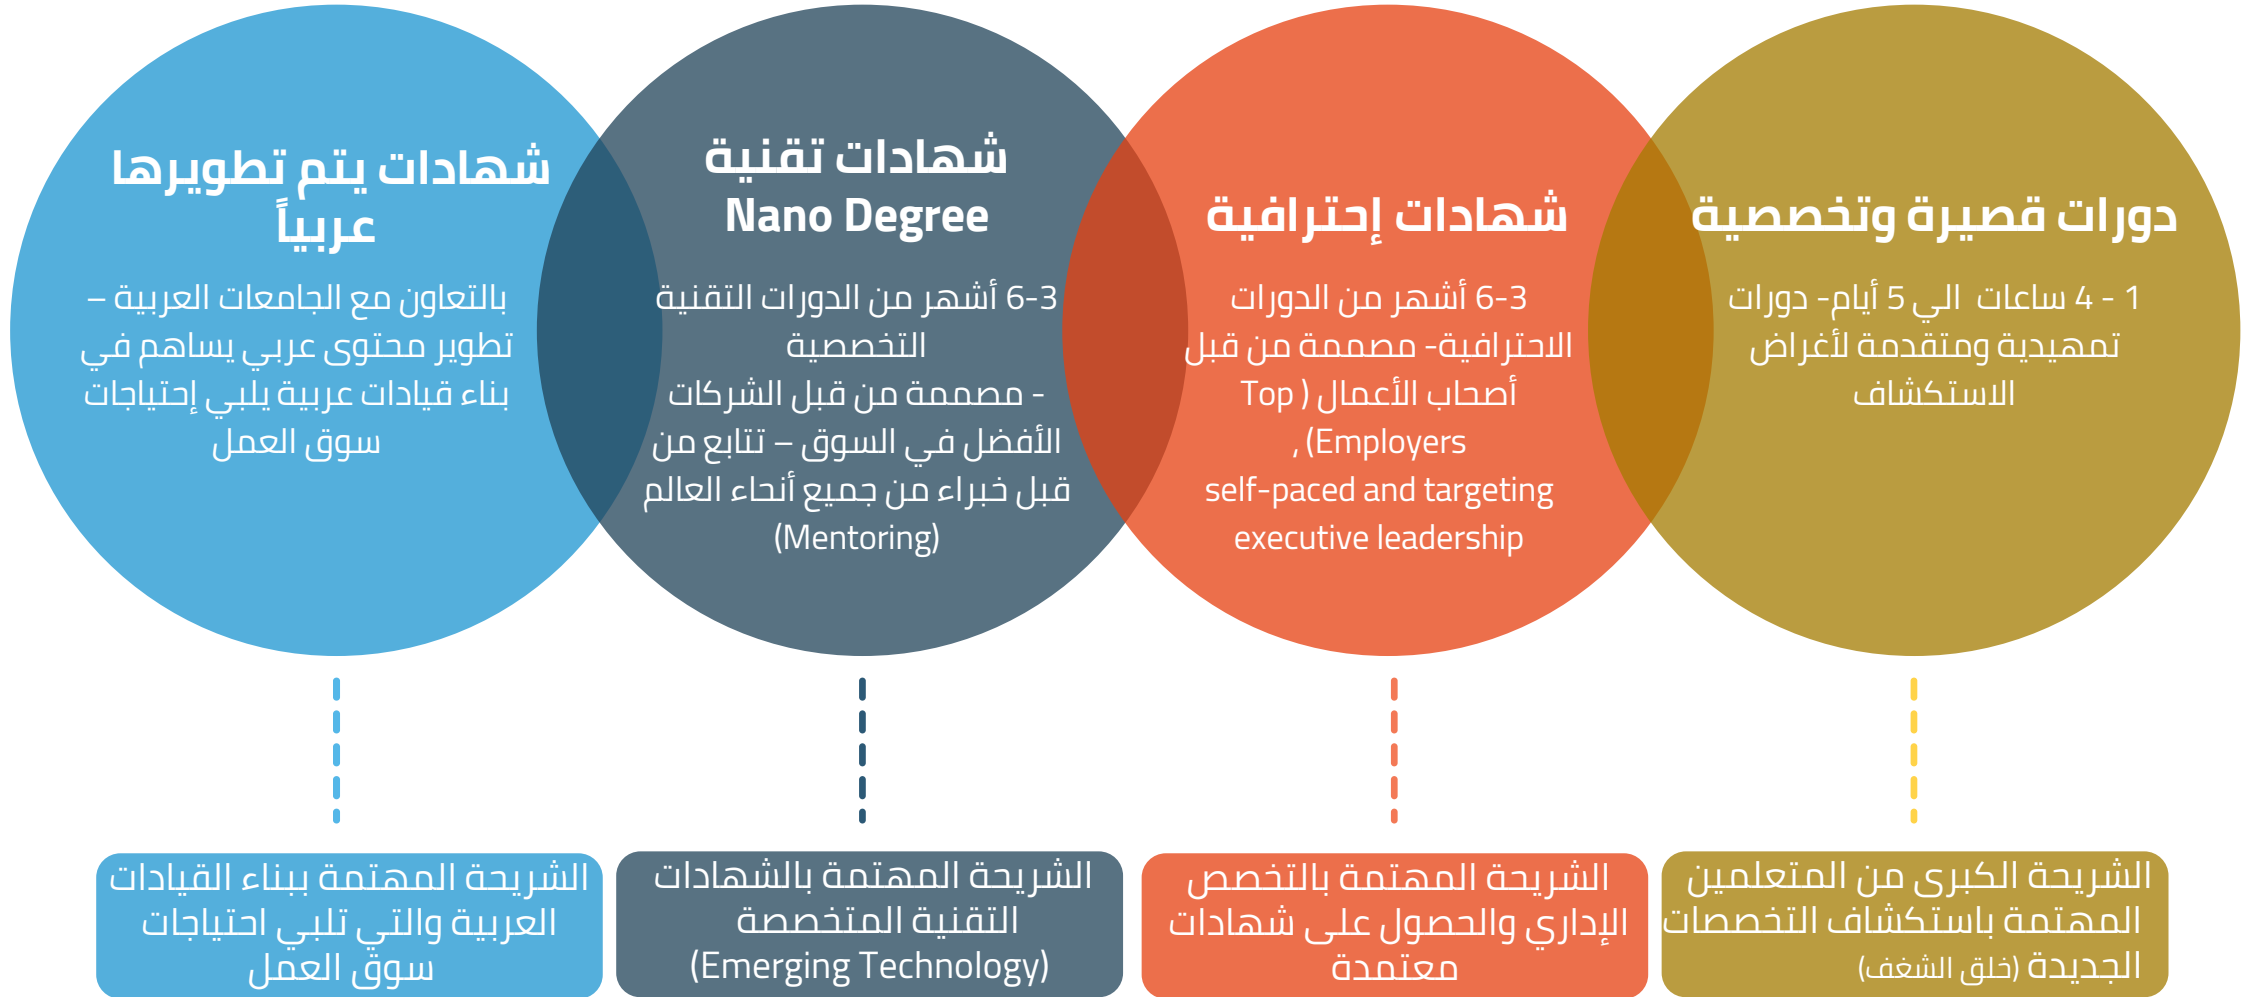 دورات قصيرة وتخصصية
1 - 4 ساعات الي 5 أيام- دورات
تمهيدية ومتقدمة لأغراض
الاستكشاف
الشريحة الكبرى من المتعلمين
المهتمة باستكشاف التخصصات
الجديدة (خلق الشغف)
شهادات إحترافية
6-3 أشهر من الدورات
الاحترافية- مصممة من قبل
أصحاب الأعمال ( Top
Employers) ,
self-paced and targeting
executive leadership
الشريحة المهتمة بالتخصص
الإداري والحصول على شهادات
معتمدة
شهادات تقنية
Nano Degree
6-3 أشهر من الدورات التقنية
التخصصية
- مصممة من قبل الشركات
الأفضل في السوق – تتابع من
قبل خبراء من جميع أنحاء العالم
(Mentoring)
الشريحة المهتمة بالشهادات
التقنية المتخصصة
(Emerging Technology)
شهادات يتم تطويرها
عربياً
بالتعاون مع الجامعات العربية –
تطوير محتوى عربي يساهم في
بناء قيادات عربية يلبي إحتياجات
سوق العمل
الشريحة المهتمة ببناء القيادات
العربية والتي تلبي احتياجات
سوق العمل